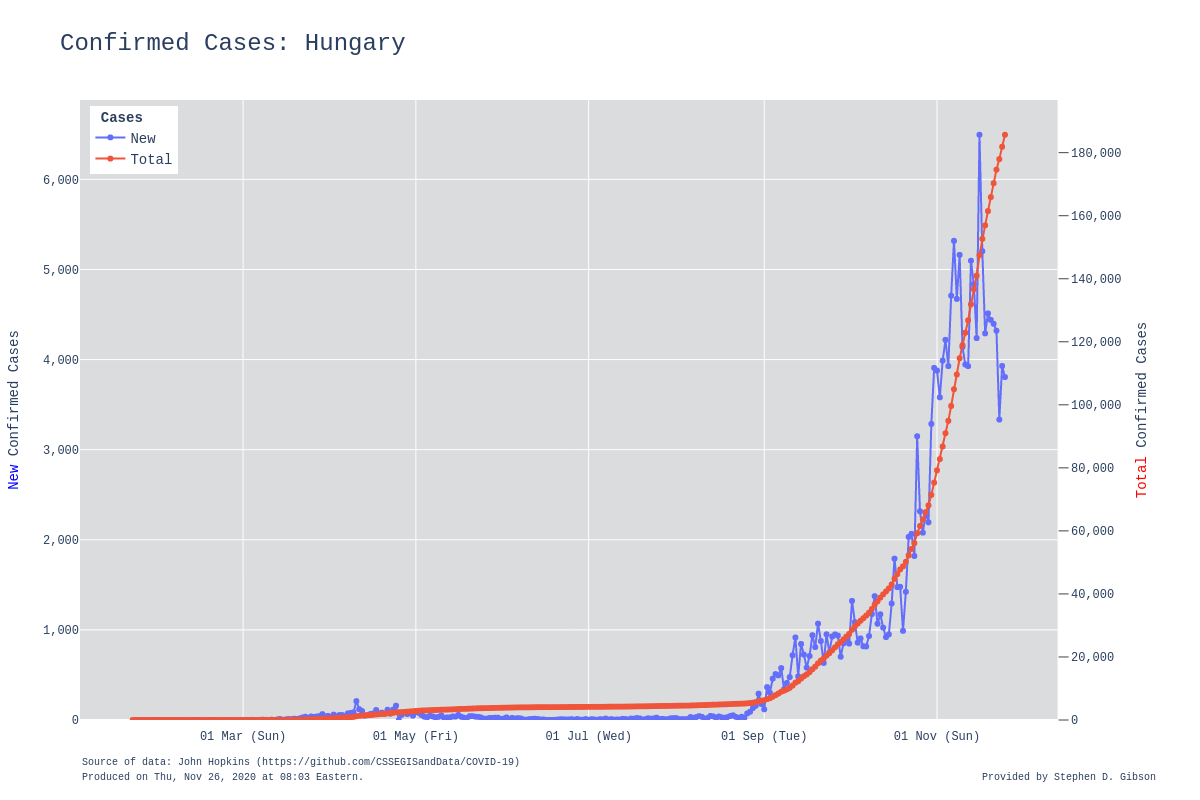 Confirmed Cases: Hungary
Cases
New
Total
6,000
5,000
4,000
3,000
2,000
1,000
0
New Confirmed Cases
180,000
160,000
140,000
120,000
100,000
80,000
60,000
40,000
20,000
0
Total Confirmed Cases
01 Mar (Sun)
01 May (Fri)
01 Jul (Wed)
01 Sep (Tue)
01 Nov (Sun)
Source of data: John Hopkins (https://github.com/CSSEGISandData/COVID-19)
Produced on Thu, Nov 26, 2020 at 08:03 Eastern.
Provided by Stephen D. Gibson